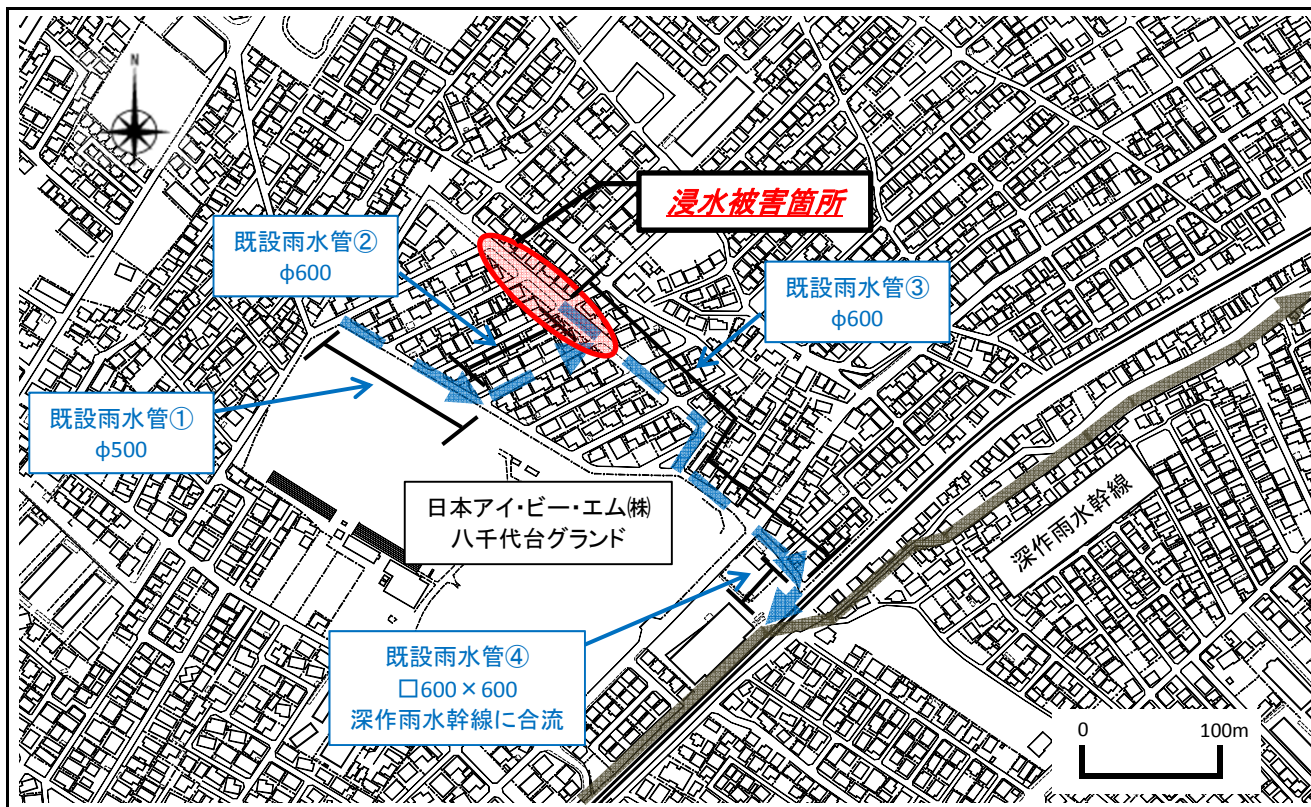 N
浸水被害箇所
既設雨水管②
φ600
既設雨水管③
φ600
既設雨水管①
φ500
日本アイ・ビー・エム㈱
八千代台グランド
深作雨水幹線
既設雨水管④
□600×600
深作雨水幹線に合流
0 100m